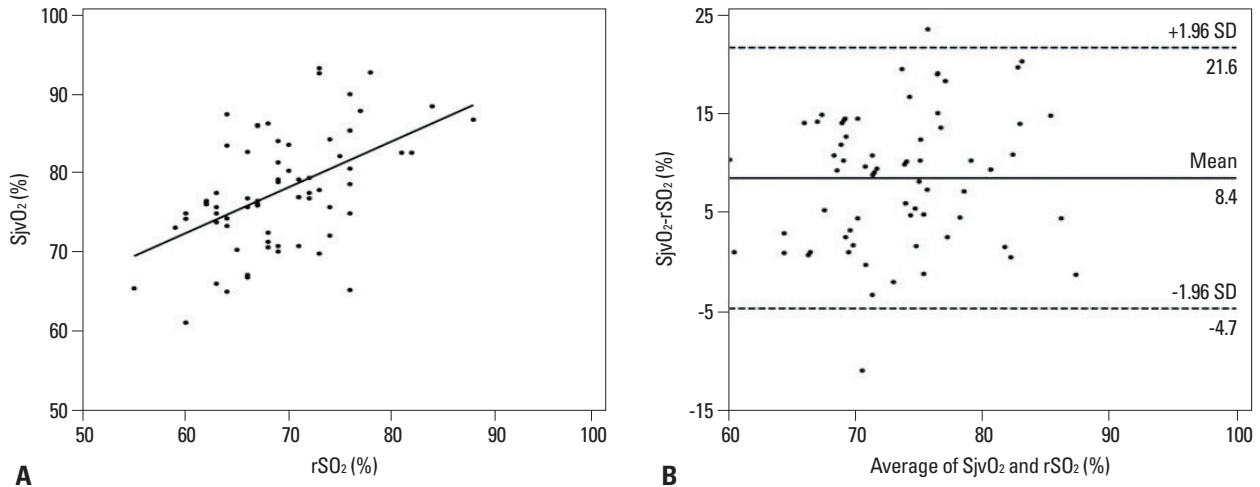 100
90
80
70
60
50
SjvO₂ (%)
50 60 70 80 90 100
rSO₂ (%)
A
25
15
5
-5
-15
SjvO₂-rSO₂ (%)
+1.96 SD
21.6
Mean
8.4
-1.96 SD
-4.7
60 70 80 90 100
Average of SjvO₂ and rSO₂ (%)
B